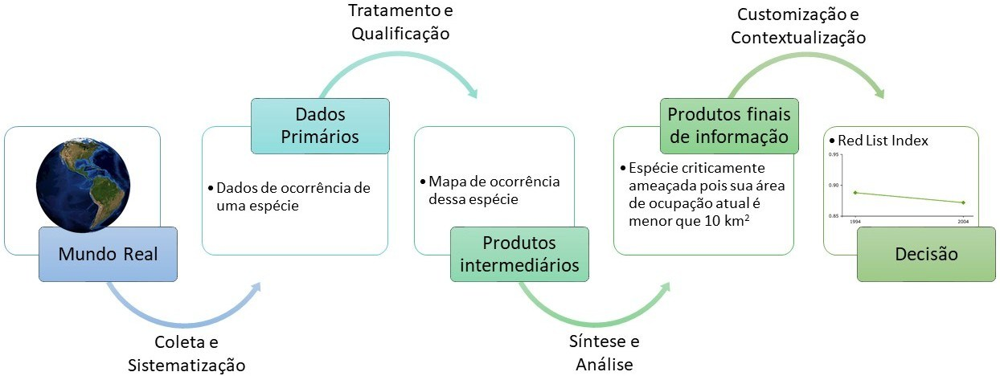 Mundo Real
Coleta e
Sistematização
Dados
Primários
• Dados de ocorrência de
uma espécie
Tratamento e
Qualificação
• Mapa de ocorrência
dessa espécie
Produtos
intermediários
Síntese e
Análise
Produtos finais
de informação
• Espécie criticamente
ameaçada pois sua área
de ocupação atual é
menor que 10 km²
Customização e
Contextualização
• Red List Index
0.95
0.90
0.85
1994
2004
Decisão